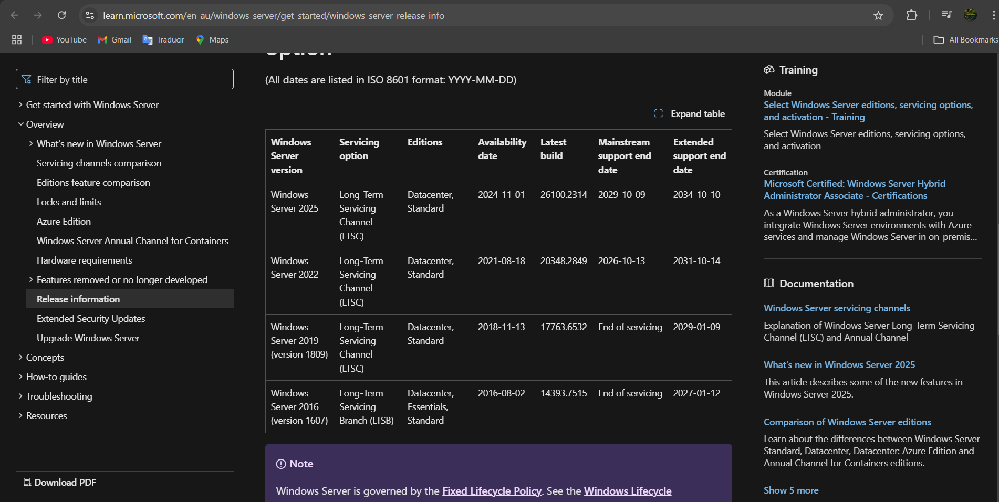 learn.microsoft.com/en-au/windows-server/get-started/windows-server-release-info
YouTube
Gmail
Traducir
Maps
All Bookmarks
Filter by title
Get started with Windows Server
Overview
What's new in Windows Server
Servicing channels comparison
Editions feature comparison
Locks and limits
Azure Edition
Windows Server Annual Channel for Containers
Hardware requirements
Features removed or no longer developed
Release information
Extended Security Updates
Upgrade Windows Server
Concepts
How-to guides
Troubleshooting
Resources
Download PDF
option
(All dates are listed in ISO 8601 format: YYYY-MM-DD)
Expand table
Windows Server version
Servicing option
Editions
Availability date
Latest build
Mainstream support end date
Extended support end date
Windows Server 2025
Long-Term Servicing Channel (LTSC)
Datacenter, Standard
2024-11-01
26100.2314
2029-10-09
2034-10-10
Windows Server 2022
Long-Term Servicing Channel (LTSC)
Datacenter, Standard
2021-08-18
20348.2849
2026-10-13
2031-10-14
Windows Server 2019 (version 1809)
Long-Term Servicing Channel (LTSC)
Datacenter, Standard
2018-11-13
17763.6532
End of servicing
2029-01-09
Windows Server 2016 (version 1607)
Long-Term Servicing Branch (LTSB)
Datacenter, Essentials, Standard
2016-08-02
14393.7515
End of servicing
2027-01-12
Note
Windows Server is governed by the Fixed Lifecycle Policy. See the Windows Lifecycle
Training
Module
Select Windows Server editions, servicing options,
and activation - Training
Select Windows Server editions, servicing options,
and activation
Certification
Microsoft Certified: Windows Server Hybrid
Administrator Associate - Certifications
As a Windows Server hybrid administrator, you
integrate Windows Server environments with Azure
services and manage Windows Server in on-premis...
Documentation
Windows Server servicing channels
Explanation of Windows Server Long-Term Servicing
Channel (LTSC) and Annual Channel
What's new in Windows Server 2025
This article describes some of the new features in
Windows Server 2025.
Comparison of Windows Server editions
Learn about the differences between Windows Server
Standard, Datacenter, Datacenter: Azure Edition and
Annual Channel for Containers editions.
Show 5 more